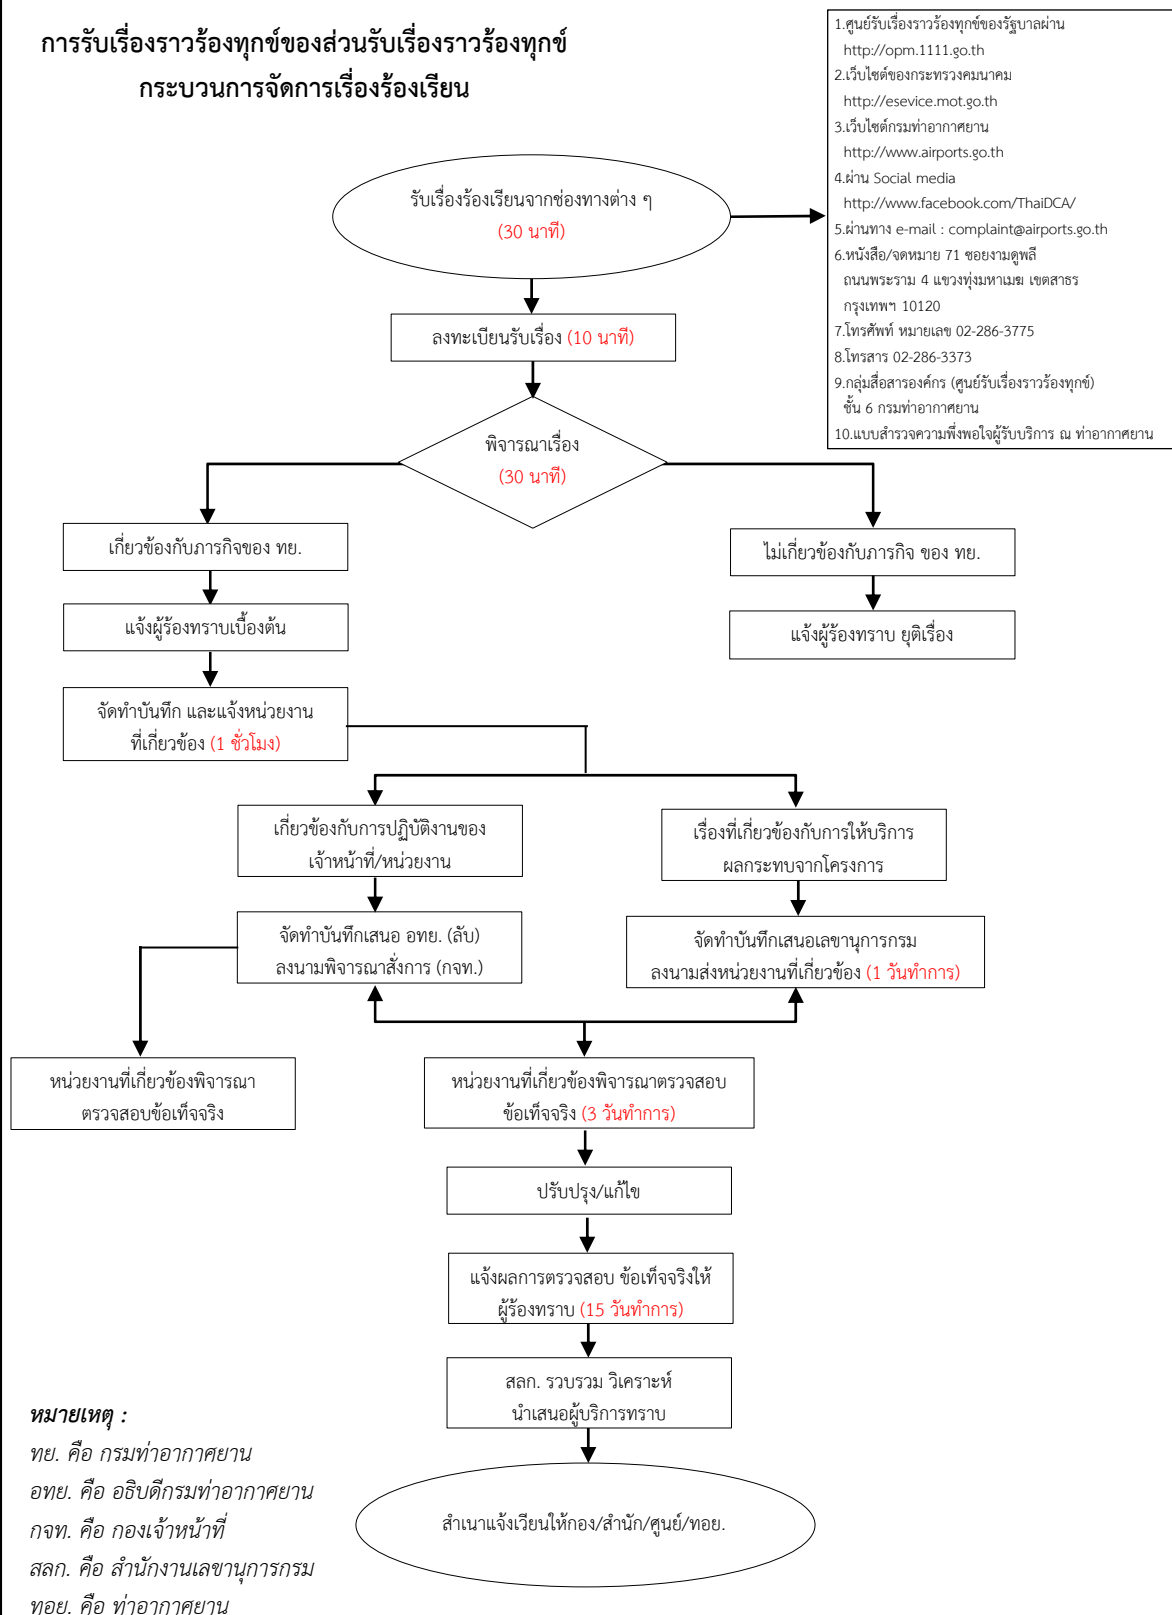 การรับเรื่องราวร้องทุกข์ของส่วนรับเรื่องราวร้องทุกข์
กระบวนการจัดการเรื่องร้องเรียน
1.ศูนย์รับเรื่องราวร้องทุกข์ของรัฐบาลผ่าน
http://opm.1111.go.th
2.เว็บไซต์ของกระทรวงคมนาคม
http://esevice.mot.go.th
3.เว็บไซต์กรมท่าอากาศยาน
http://www.airports.go.th
4.ผ่าน Social media
http://www.facebook.com/ThaiDCA/
5.ผ่านทาง e-mail : complaint@airports.go.th
6.หนังสือ/จดหมาย 71 ซอยงามดูพลี
ถนนพระราม 4 แขวงทุ่งมหาเมฆ เขตสาธร
กรุงเทพฯ 10120
7.โทรศัพท์ หมายเลข 02-286-3775
8.โทรสาร 02-286-3373
9.กลุ่มสื่อสารองค์กร (ศูนย์รับเรื่องราวร้องทุกข์)
ชั้น 6 กรมท่าอากาศยาน
10.แบบสำรวจความพึ่งพอใจผู้รับบริการ ณ ท่าอากาศยาน
รับเรื่องร้องเรียนจากช่องทางต่าง ๆ
(30 นาที)
ลงทะเบียนรับเรื่อง (10 นาที)
พิจารณาเรื่อง
(30 นาที)
เกี่ยวข้องกับภารกิจของ ทย.
ไม่เกี่ยวข้องกับภารกิจ ของ ทย.
แจ้งผู้ร้องทราบเบื้องต้น
แจ้งผู้ร้องทราบ ยุติเรื่อง
จัดทำบันทึก และแจ้งหน่วยงาน
ที่เกี่ยวข้อง (1 ชั่วโมง)
เกี่ยวข้องกับการปฏิบัติงานของ
เจ้าหน้าที่/หน่วยงาน
เรื่องที่เกี่ยวข้องกับการให้บริการ
ผลกระทบจากโครงการ
จัดทำบันทึกเสนอ อทย. (ลับ)
ลงนามพิจารณาสั่งการ (กจท.)
จัดทำบันทึกเสนอเลขานุการกรม
ลงนามส่งหน่วยงานที่เกี่ยวข้อง (1 วันทำการ)
หน่วยงานที่เกี่ยวข้องพิจารณา
ตรวจสอบข้อเท็จจริง
หน่วยงานที่เกี่ยวข้องพิจารณาตรวจสอบ
ข้อเท็จจริง (3 วันทำการ)
ปรับปรุง/แก้ไข
แจ้งผลการตรวจสอบ ข้อเท็จจริงให้
ผู้ร้องทราบ (15 วันทำการ)
สลก. รวบรวม วิเคราะห์
นำเสนอผู้บริการทราบ
สำเนาแจ้งเวียนให้กอง/สำนัก/ศูนย์/ทอย.
หมายเหตุ :
ทย. คือ กรมท่าอากาศยาน
อทย. คือ อธิบดีกรมท่าอากาศยาน
กจท. คือ กองเจ้าหน้าที่
สลก. คือ สำนักงานเลขานุการกรม
ทอย. คือ ท่าอากาศยาน